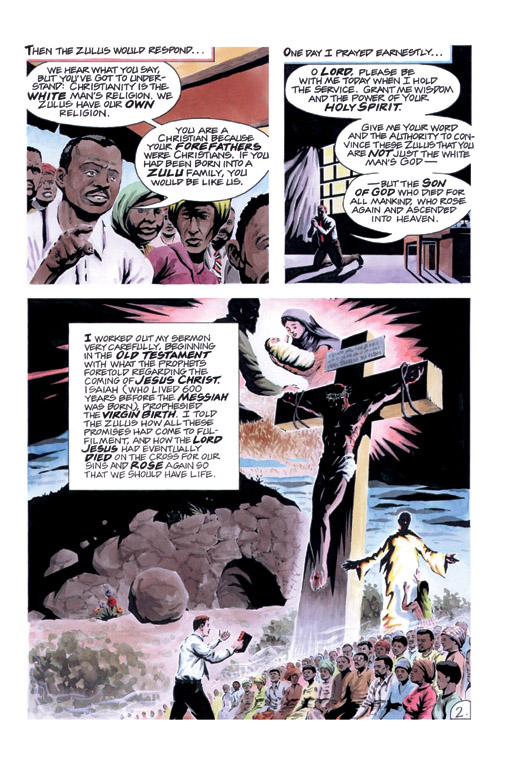 THEN THE ZULUS WOULD RESPOND...
WE HEAR WHAT YOU SAY,
BUT YOU'VE GOT TO UNDER-
STAND: CHRISTIANITY IS THE
WHITE MAN'S RELIGION. WE
ZULUS HAVE OUR OWN
RELIGION.
YOU ARE A
CHRISTIAN BECAUSE
YOUR FOREFATHERS
WERE CHRISTIANS. IF YOU
HAD BEEN BORN INTO A
ZULU FAMILY, YOU
WOULD BE LIKE US.
ONE DAY I PRAYED EARNESTLY...
O LORD, PLEASE BE
WITH ME TODAY WHEN I HOLD
THE SERVICE. GRANT ME WISDOM
AND THE POWER OF YOUR
HOLY SPIRIT.
GIVE ME YOUR WORD
AND THE AUTHORITY TO CON-
VINCE THESE ZULUS THAT YOU
ARE NOT JUST THE WHITE
MAN'S GOD—
—BUT THE SON
OF GOD WHO DIED FOR
ALL MANKIND, WHO ROSE
AGAIN AND ASCENDED
INTO HEAVEN.
I WORKED OUT MY SERMON
VERY CAREFULLY, BEGINNING
IN THE OLD TESTAMENT
WITH WHAT THE PROPHETS
FORETOLD REGARDING THE
COMING OF JESUS CHRIST.
ISAIAH (WHO LIVED 600
YEARS BEFORE THE MESSIAH
WAS BORN), PROPHESIED
THE VIRGIN BIRTH. I TOLD
THE ZULUS HOW ALL THESE
PROMISES HAD COME TO FUL-
FILMENT, AND HOW THE LORD
JESUS HAD EVENTUALLY
DIED ON THE CROSS FOR OUR
SINS AND ROSE AGAIN SO
THAT WE SHOULD HAVE LIFE.
2.